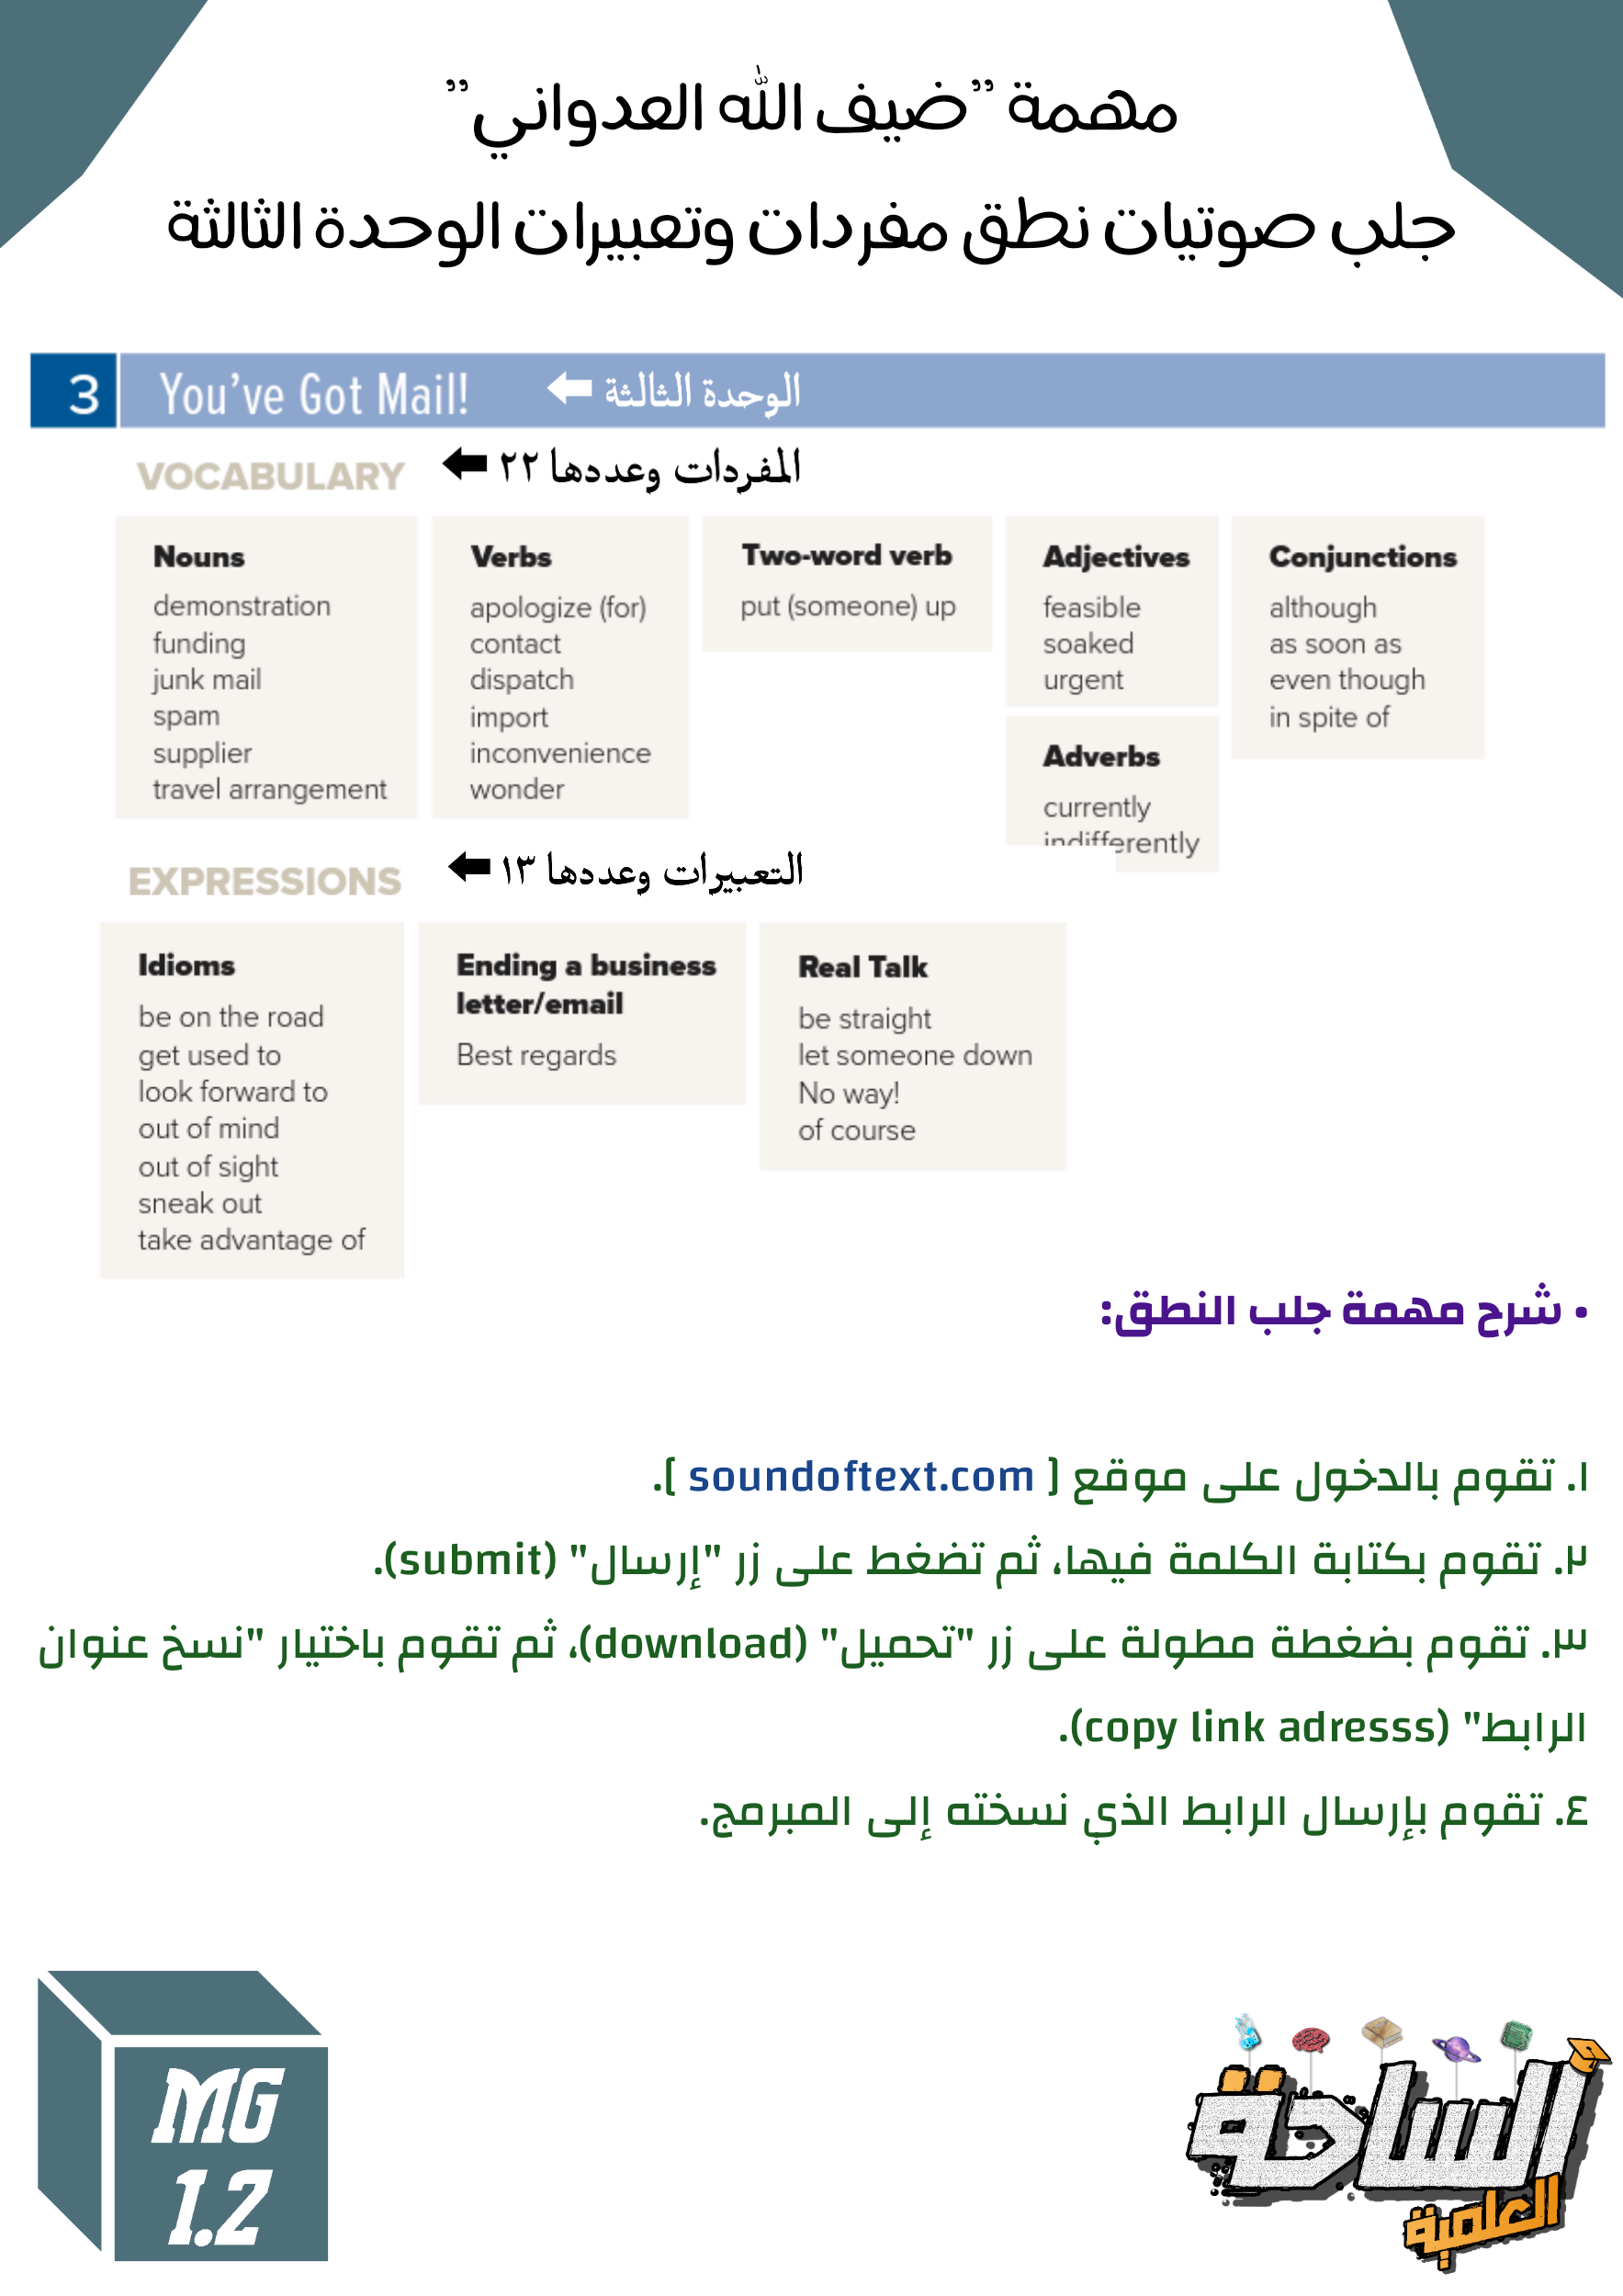 مهمة "ضيف الله العدواني"
جلب صوتيات نطق مفردات وتعبيرات الوحدة الثالثة
3 You've Got Mail! الوحدة الثالثة
VOCABULARY المفردات وعددها ٢٢
Nouns
demonstration
funding
junk mail
spam
supplier
travel arrangement
Verbs
apologize (for)
contact
dispatch
import
inconvenience
wonder
Two-word verb
put (someone) up
Adjectives
feasible
soaked
urgent
Adverbs
currently
indifferently
Conjunctions
although
as soon as
even though
in spite of
EXPRESSIONS التعبيرات وعددها ١٣
Idioms
be on the road
get used to
look forward to
out of mind
out of sight
sneak out
take advantage of
Ending a business
letter/email
Best regards
Real Talk
be straight
let someone down
No way!
of course
• شرح مهمة جلب النطق:
١. تقوم بالدخول على موقع [ soundoftext.com ].
٢. تقوم بكتابة الكلمة فيها، ثم تضغط على زر "إرسال" (submit).
٣. تقوم بضغطة مطولة على زر "تحميل" (download)، ثم تقوم باختيار "نسخ عنوان
الرابط" (copy link adresss).
٤. تقوم بإرسال الرابط الذي نسخته إلى المبرمج.
MG
1.2
الساحة
العلمية